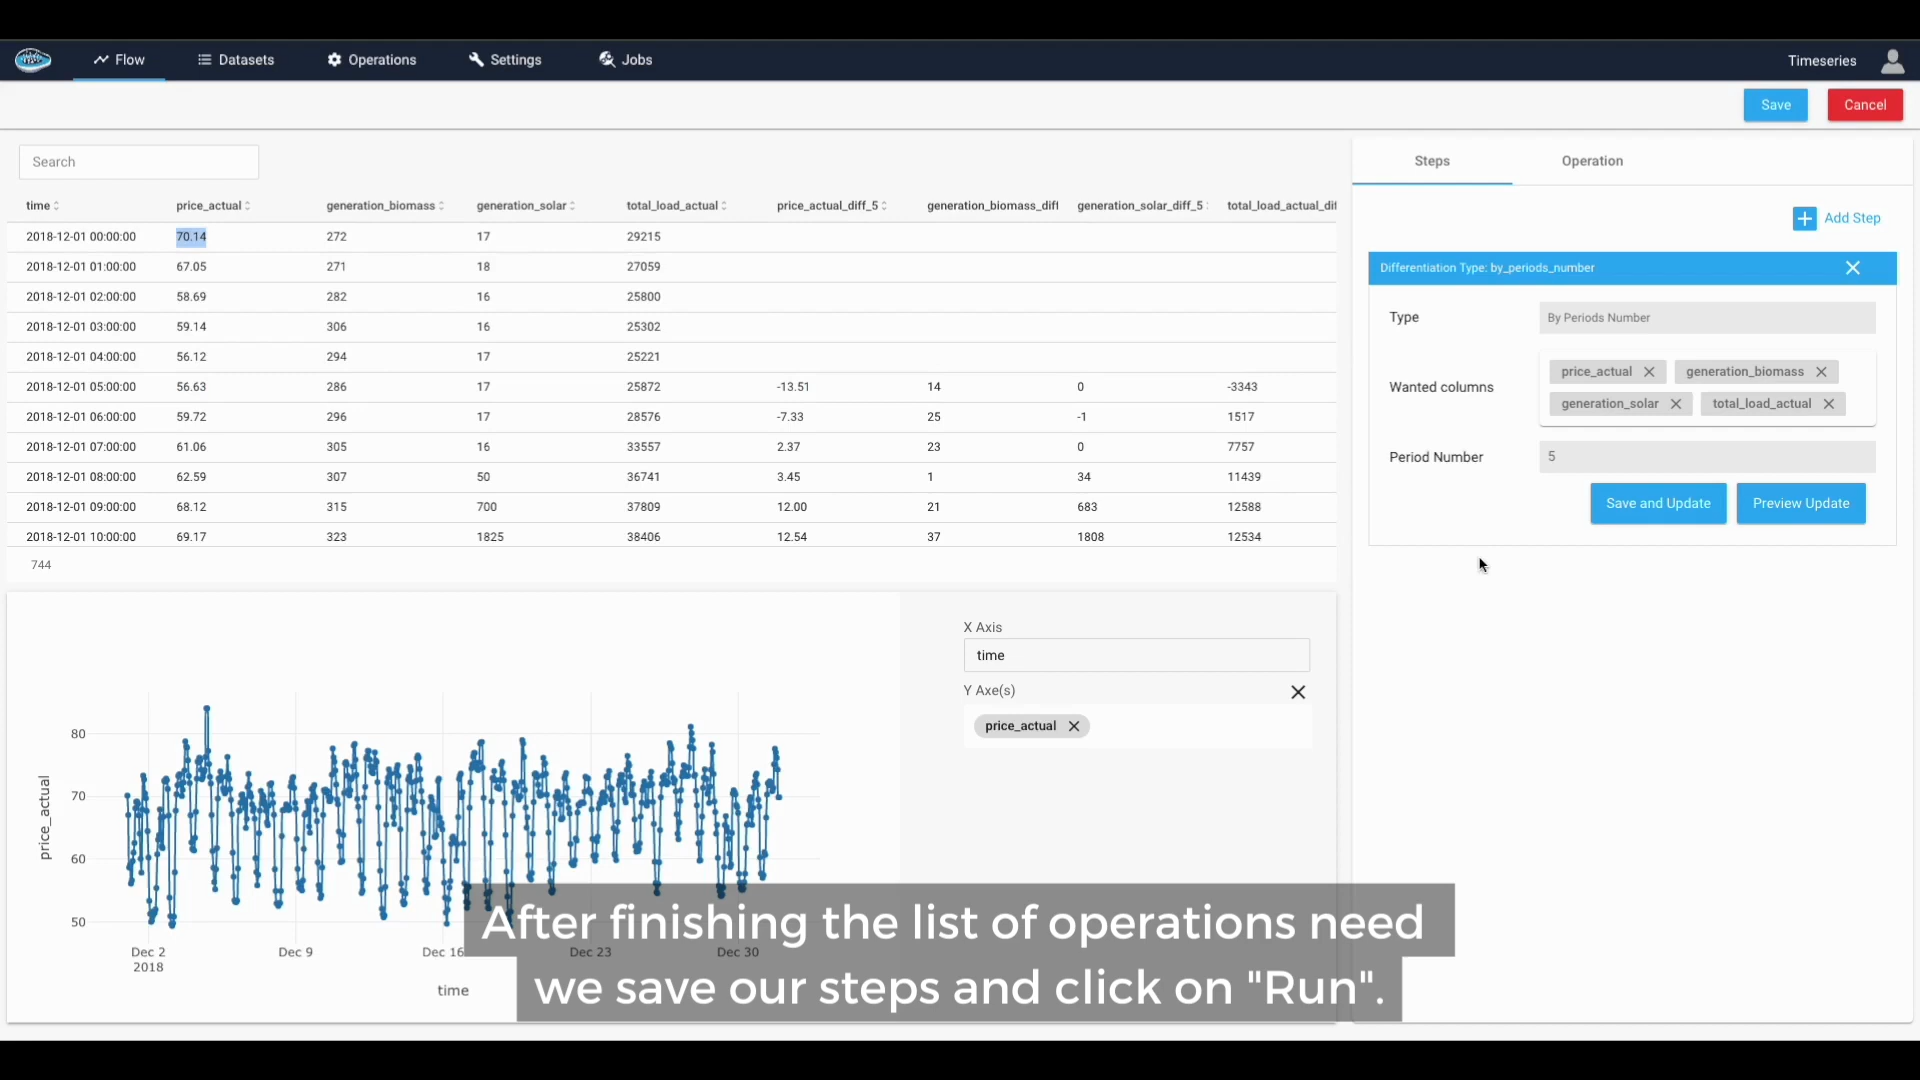 Flow Datasets Operations Settings Jobs Timeseries
Save Cancel
Search
time price_actual generation_biomass generation_solar total_load_actual price_actual_diff_5 generation_biomass_diff generation_solar_diff_5 total_load_actual_dif
2018-12-01 00:00:00 70.14 272 17 29215
2018-12-01 01:00:00 67.05 271 18 27059
2018-12-01 02:00:00 58.69 282 16 25800
2018-12-01 03:00:00 59.14 306 16 25302
2018-12-01 04:00:00 56.12 294 17 25221
2018-12-01 05:00:00 56.63 286 17 25872 -13.51 14 0 -3343
2018-12-01 06:00:00 59.72 296 17 28576 -7.33 25 -1 1517
2018-12-01 07:00:00 61.06 305 16 33557 2.37 23 0 7757
2018-12-01 08:00:00 62.59 307 50 36741 3.45 1 34 11439
2018-12-01 09:00:00 68.12 315 700 37809 12.00 21 683 12588
2018-12-01 10:00:00 69.17 323 1825 38406 12.54 37 1808 12534
744
Steps Operation
Add Step
Differentiation Type: by_periods_number
Type By Periods Number
Wanted columns
price_actual generation_biomass
generation_solar total_load_actual
Period Number 5
Save and Update Preview Update
X Axis
time
Y Axe(s)
price_actual
80
70
60
50
price_actual
Dec 2 Dec 9 Dec 16 Dec 23 Dec 30
2018
time
After finishing the list of operations need
we save our steps and click on "Run".